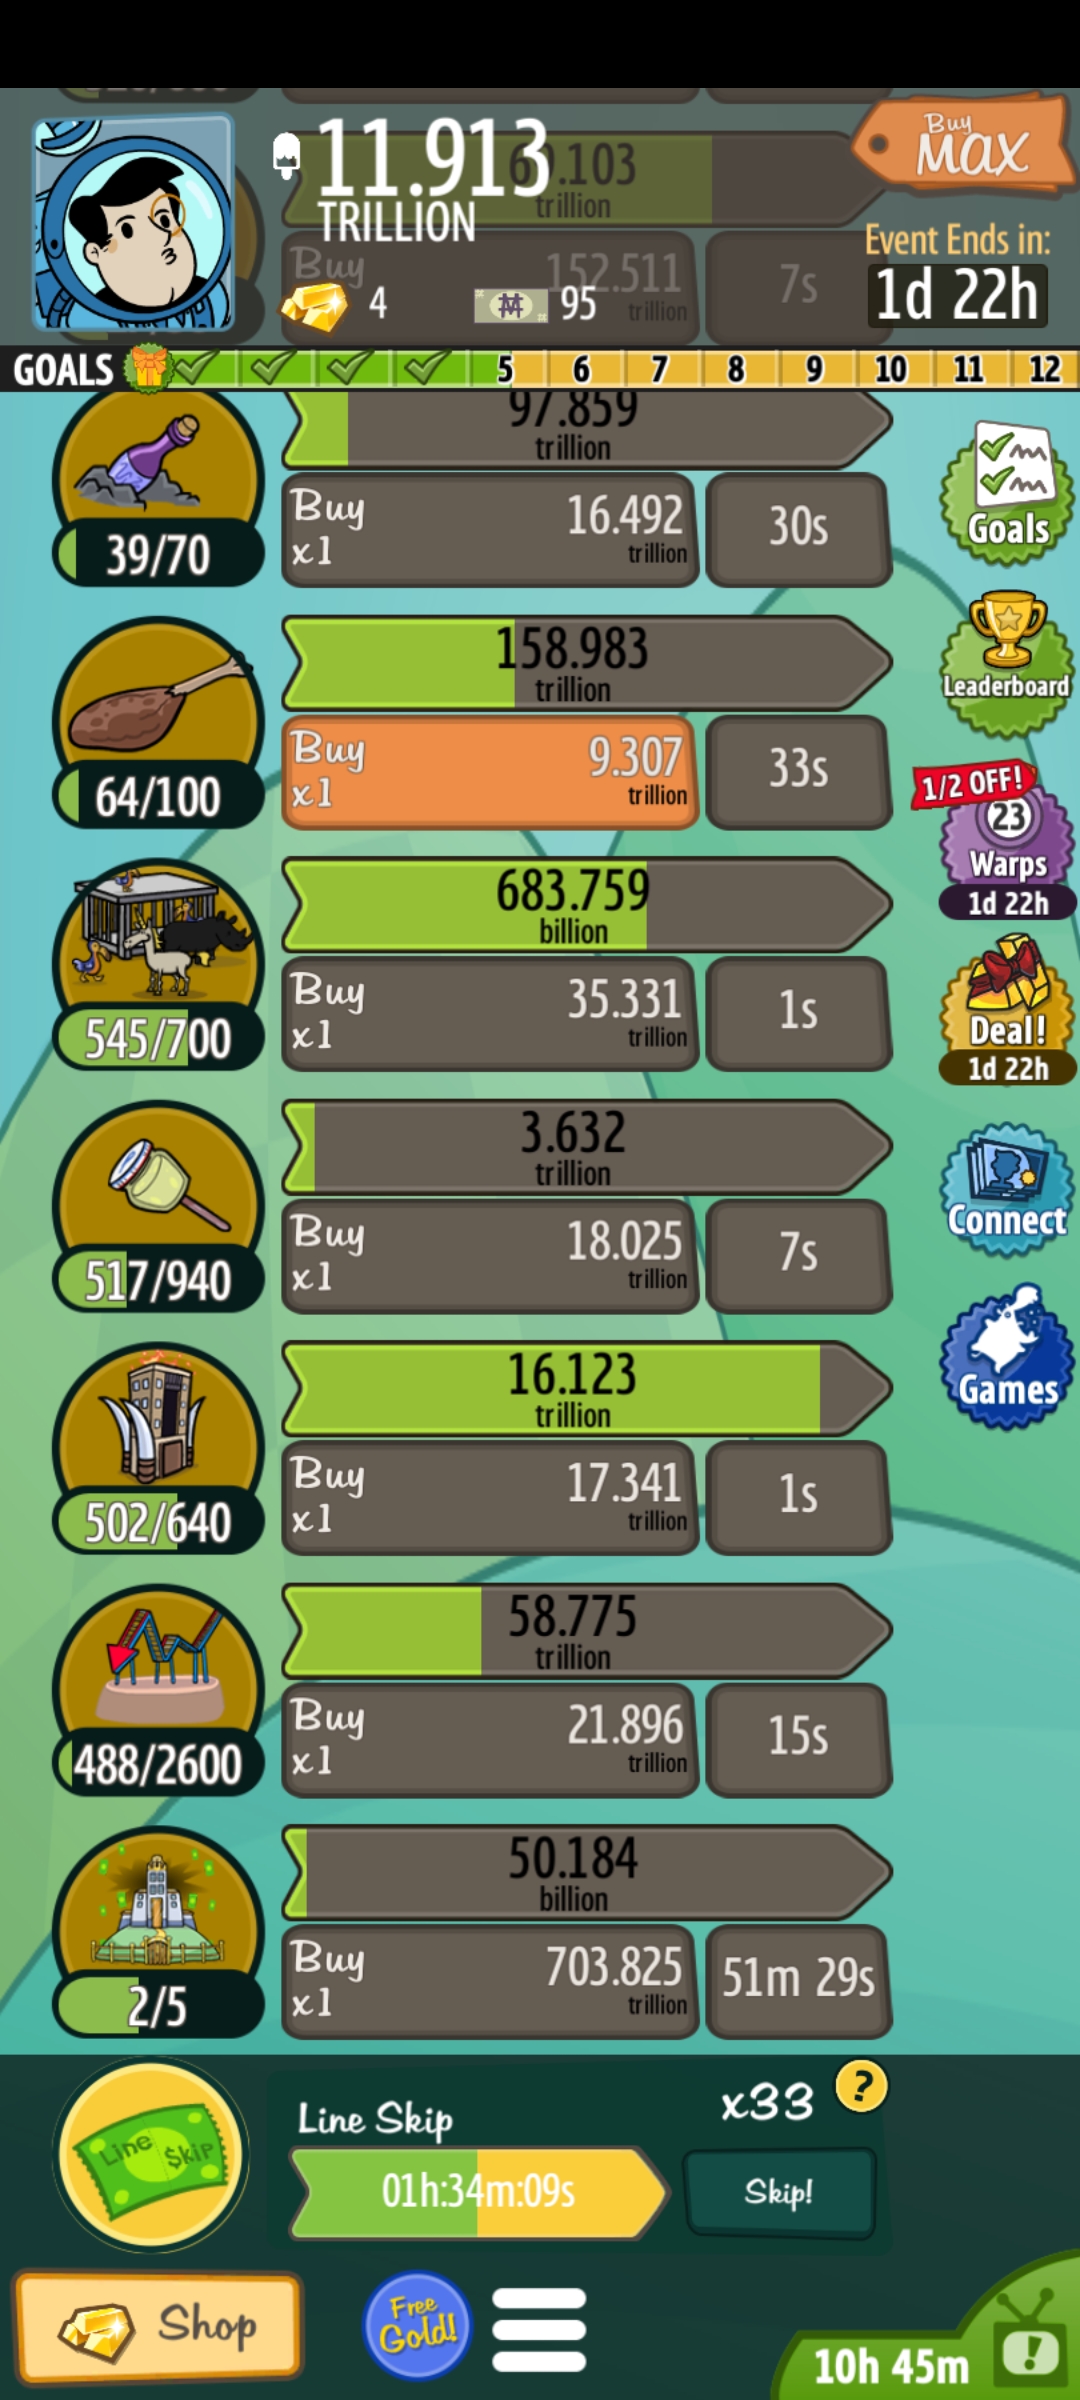 11.913
TRILLION
Buy
MAX
trillion
Buy
152.511
trillion
7s
4
95
Event Ends in:
1d 22h
GOALS
5 6 7 8 9 10 11 12
97.859
trillion
Buy
x1
16.492
trillion
30s
39/70
Goals
158.983
trillion
Buy
x1
9.307
trillion
33s
64/100
Leaderboard
1/2 OFF!
23
Warps
1d 22h
683.759
billion
Buy
x1
35.331
trillion
1s
545/700
Deal!
1d 22h
3.632
trillion
Buy
x1
18.025
trillion
7s
517/940
Connect
16.123
trillion
Buy
x1
17.341
trillion
1s
502/640
Games
58.775
trillion
Buy
x1
21.896
trillion
15s
488/2600
50.184
billion
Buy
x1
703.825
trillion
51m 29s
2/5
Line $kip
Line Skip
x33
?
01h:34m:09s
Skip!
Shop
Free
Gold!
10h 45m
!